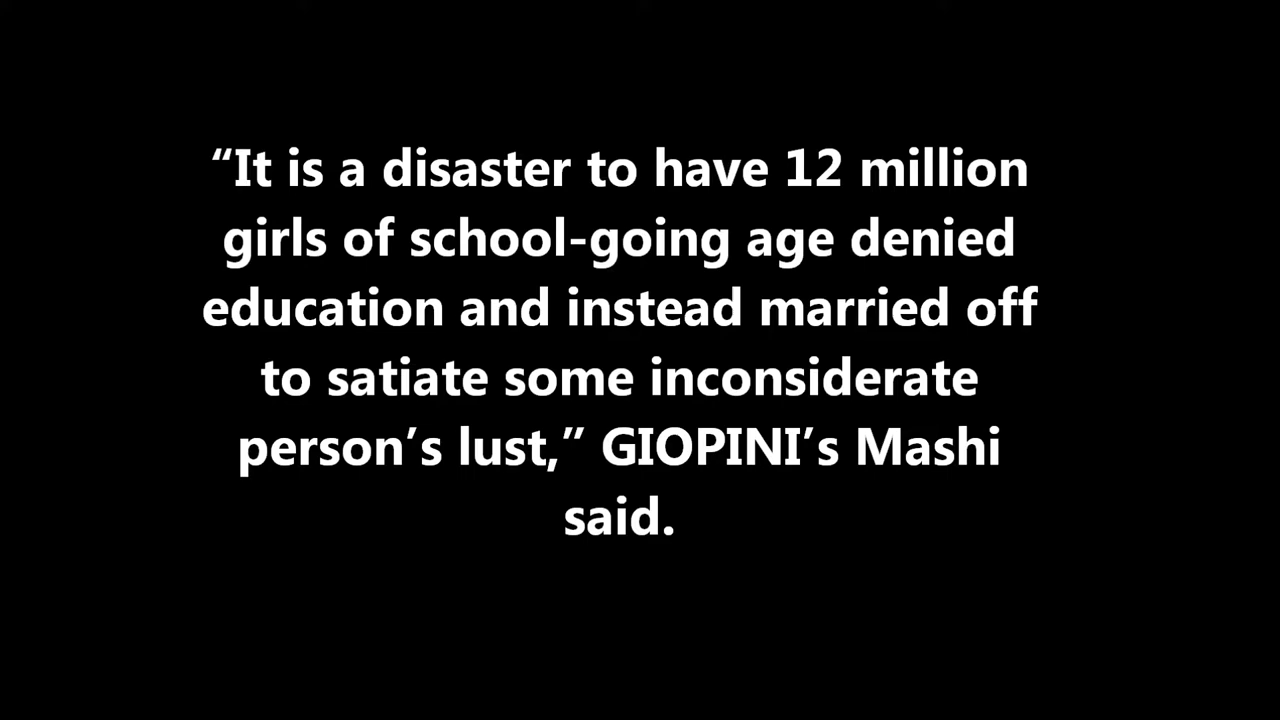 “It is a disaster to have 12 million
girls of school-going age denied
education and instead married off
to satiate some inconsiderate
person’s lust,” GIOPINI’s Mashi
said.